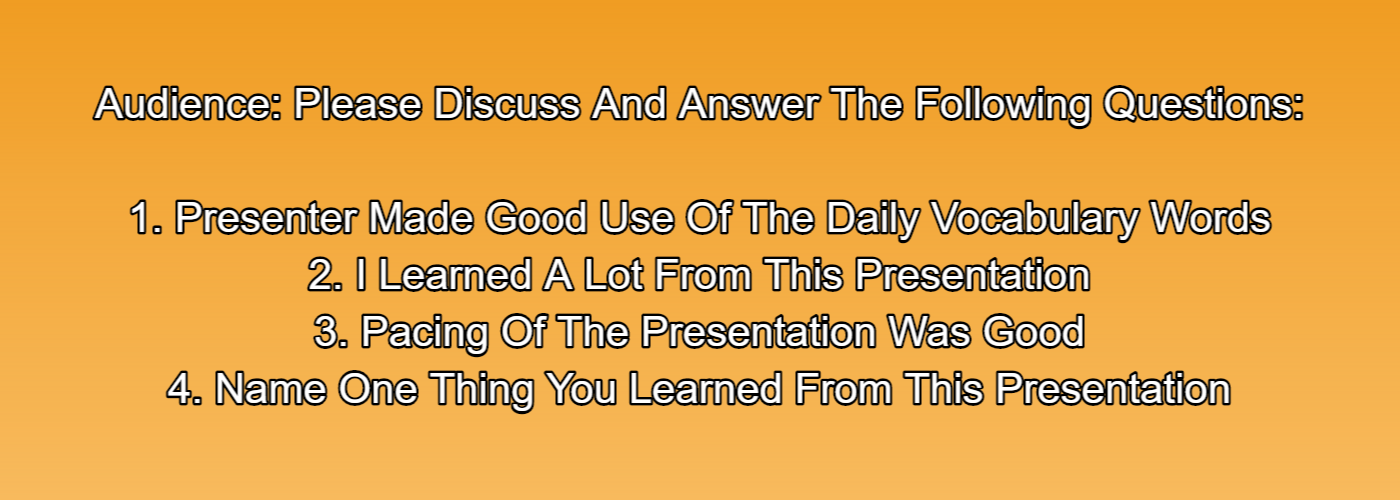 Audience: Please Discuss And Answer The Following Questions:
1. Presenter Made Good Use Of The Daily Vocabulary Words
2. I Learned A Lot From This Presentation
3. Pacing Of The Presentation Was Good
4. Name One Thing You Learned From This Presentation